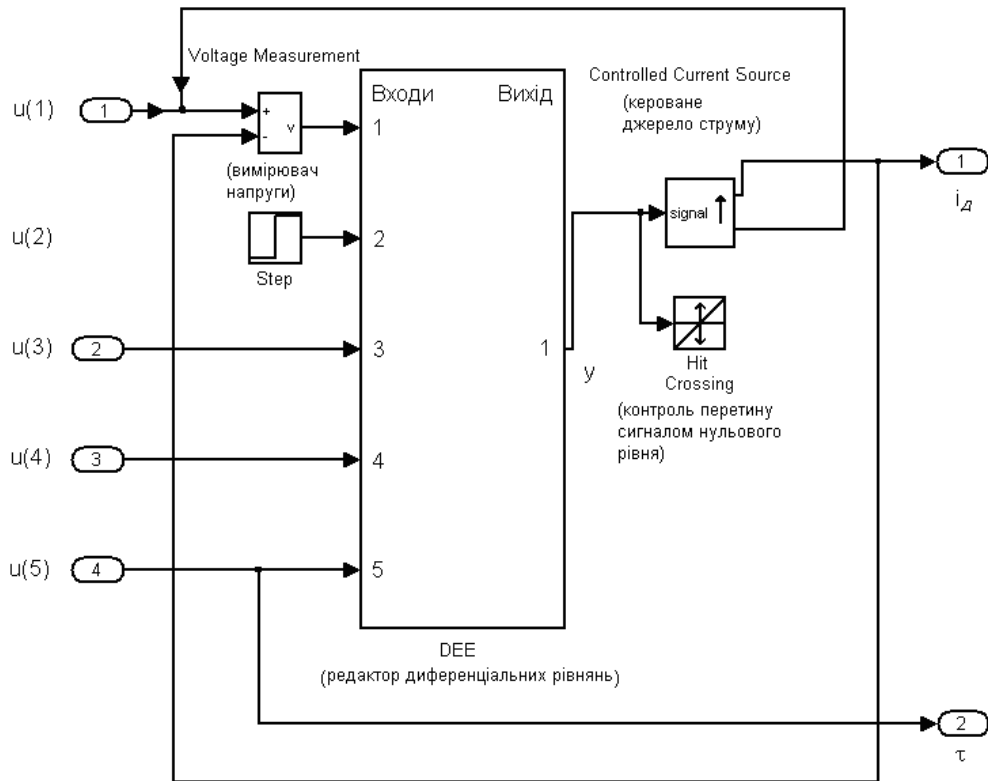 Voltage Measurement
u(1)
1
+
-
v
(вимірювач
напруги)
u(2)
Step
u(3)
2
u(4)
3
u(5)
4
Входи
Вихід
1
2
3
4
5
1
y
DEE
(редактор диференціальних рівнянь)
Controlled Current Source
(кероване
джерело струму)
signal
Hit
Crossing
(контроль перетину
сигналом нульового
рівня)
1
iд
2
τ